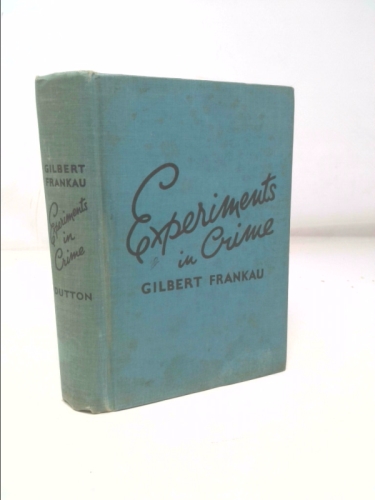 GILBERT
FRANKAU
Experiments
in
Crime
DUTTON
Experiments
in Crime
GILBERT FRANKAU